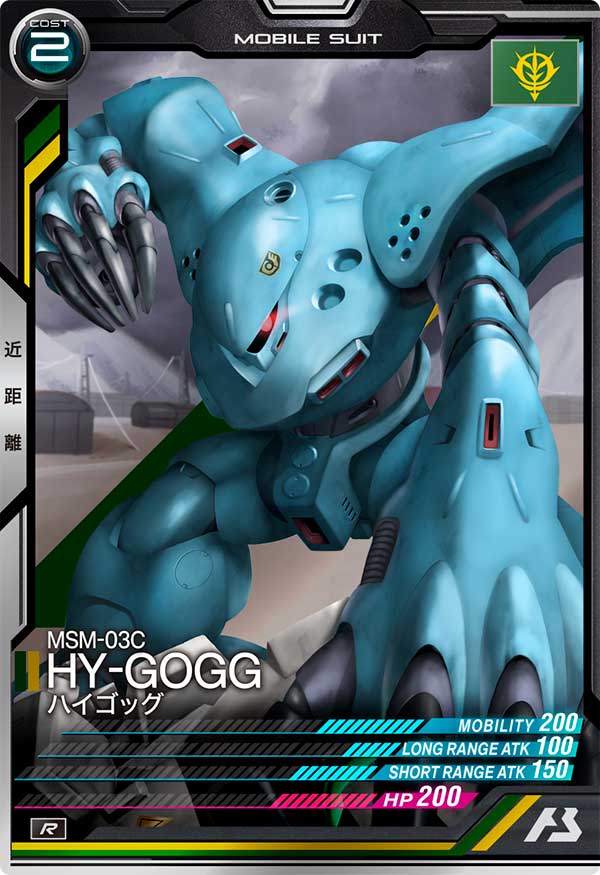 COST
2
MOBILE SUIT
近距離
MSM-03C
HY-GOGG
ハイゴッグ
MOBILITY 200
LONG RANGE ATK 100
SHORT RANGE ATK 150
HP 200
R